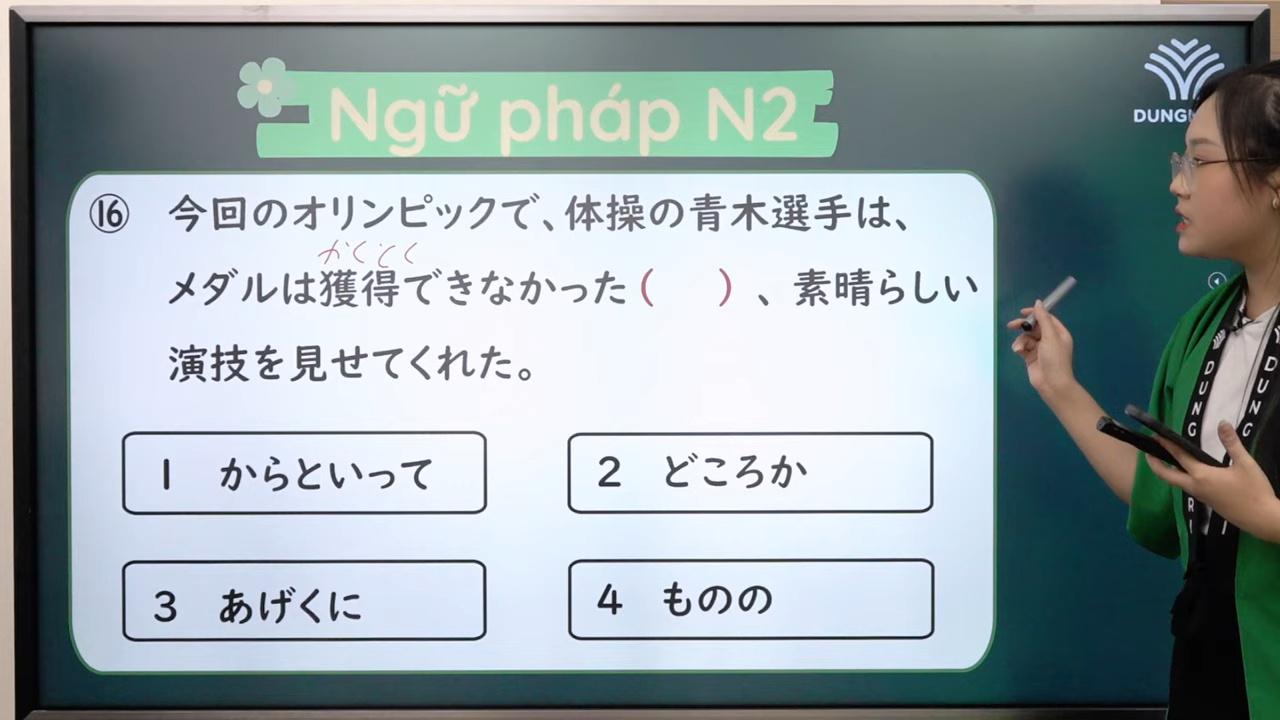 Ngữ pháp N2
DUNG
⑯ 今回のオリンピックで、体操の青木選手は、
かくとく
メダルは獲得できなかった( )、素晴らしい
演技を見せてくれた。
1 からといって
2 どころか
3 あげくに
4 ものの
DUNG
DUNG